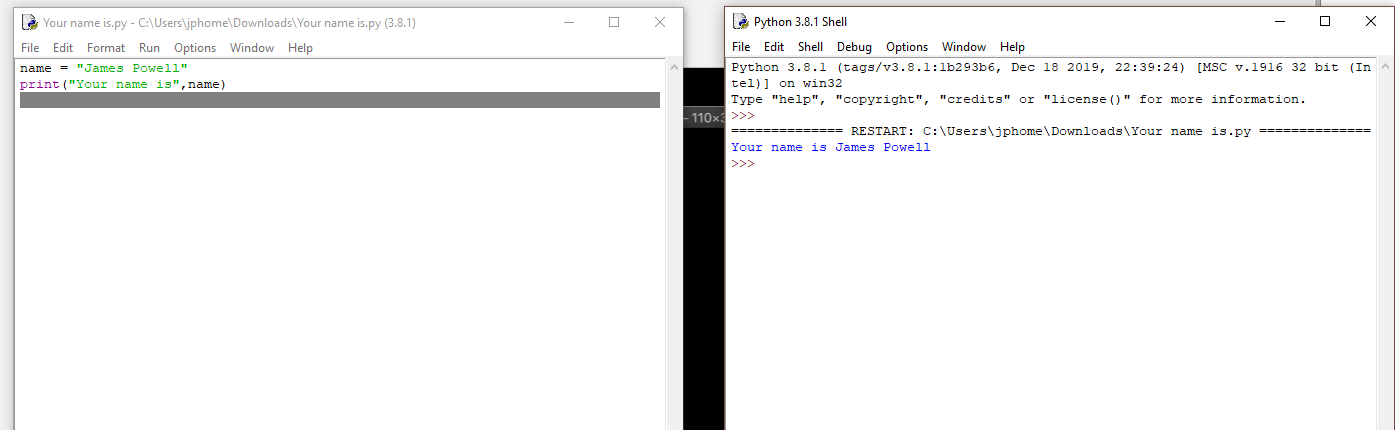 Your name is.py - C:\Users\jphome\Downloads\Your name is.py (3.8.1)
File Edit Format Run Options Window Help
name = "James Powell"
print("Your name is",name)
- 110×3
Python 3.8.1 Shell
File Edit Shell Debug Options Window Help
Python 3.8.1 (tags/v3.8.1:1b293b6, Dec 18 2019, 22:39:24) [MSC v.1916 32 bit (In
tel)] on win32
Type "help", "copyright", "credits" or "license()" for more information.
>>>
============== RESTART: C:\Users\jphome\Downloads\Your name is.py ==============
Your name is James Powell
>>>